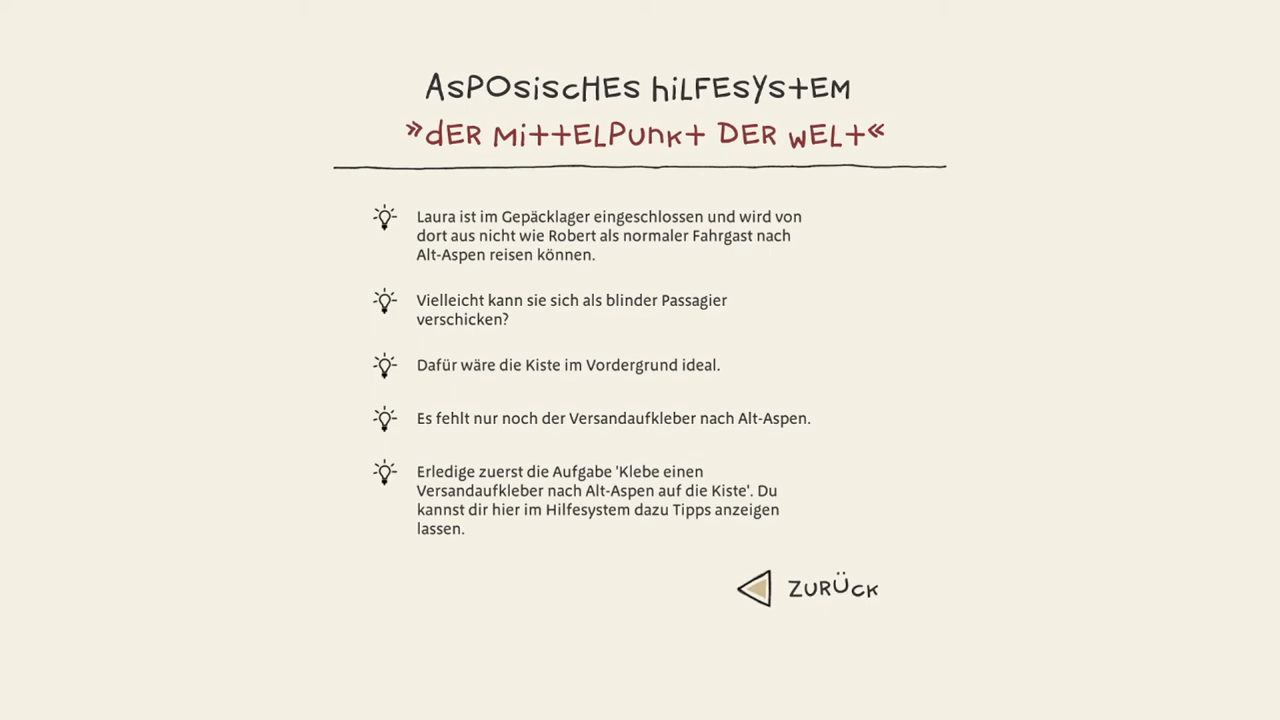 Asposisches Hilfesystem
»Der Mittelpunkt der Welt«
Laura ist im Gepäcklager eingeschlossen und wird von
dort aus nicht wie Robert als normaler Fahrgast nach
Alt-Aspen reisen können.
Vielleicht kann sie sich als blinder Passagier
verschicken?
Dafür wäre die Kiste im Vordergrund ideal.
Es fehlt nur noch der Versandaufkleber nach Alt-Aspen.
Erledige zuerst die Aufgabe 'Klebe einen
Versandaufkleber nach Alt-Aspen auf die Kiste'. Du
kannst dir hier im Hilfesystem dazu Tipps anzeigen
lassen.
Zurück